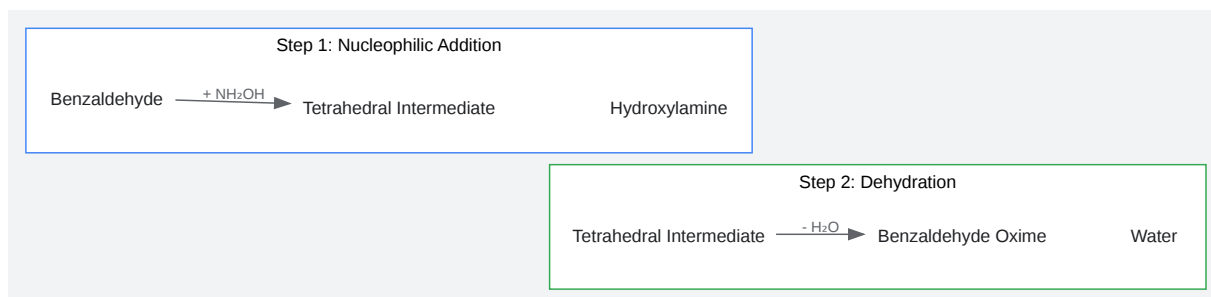 Step 1: Nucleophilic Addition
Benzaldehyde
+ NH₂OH
Tetrahedral Intermediate
Hydroxylamine
Step 2: Dehydration
Tetrahedral Intermediate
- H₂O
Benzaldehyde Oxime
Water